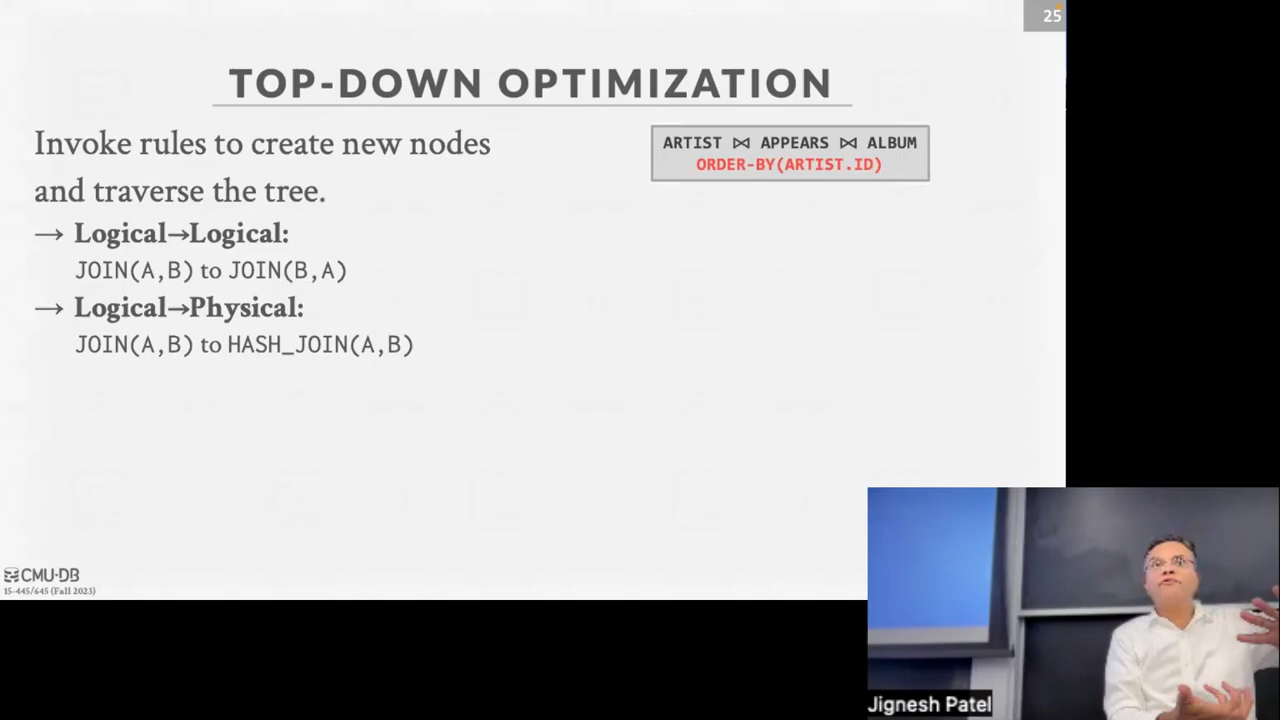 25
TOP-DOWN OPTIMIZATION
Invoke rules to create new nodes
and traverse the tree.
→ Logical→Logical:
JOIN(A,B) to JOIN(B,A)
→ Logical→Physical:
JOIN(A,B) to HASH_JOIN(A,B)
ARTIST ⋈ APPEARS ⋈ ALBUM
ORDER-BY(ARTIST.ID)
CMU·DB
15-445/645 (Fall 2023)
Jignesh Patel